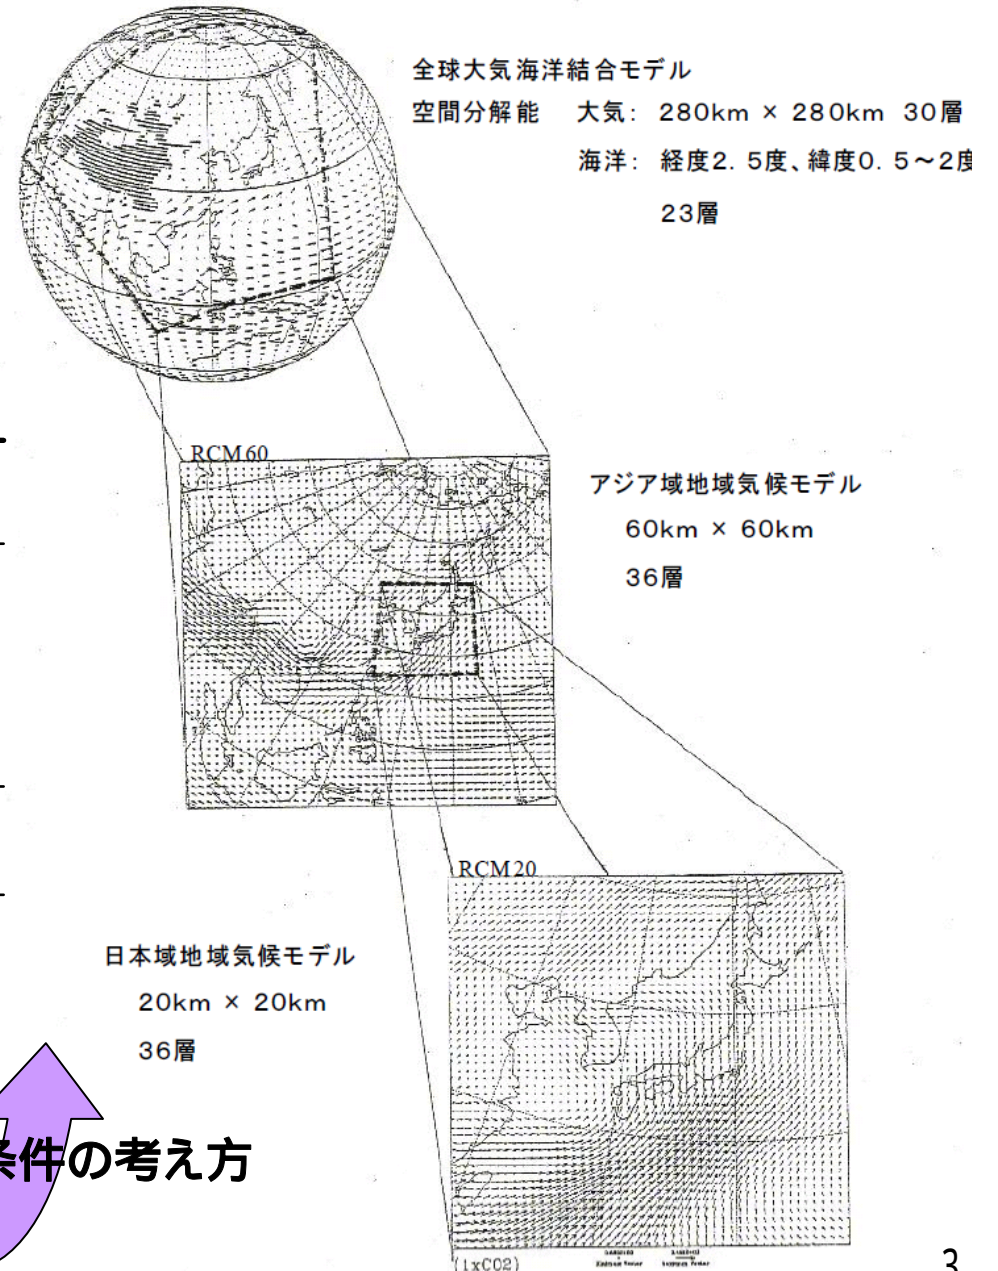 全球大気海洋結合モデル
空間分解能　大気： 280km × 280km 30層
海洋： 経度2．5度、緯度0．5～2度
23層
RCM60
アジア域地域気候モデル
60km × 60km
36層
RCM20
日本域地域気候モデル
20km × 20km
36層
条件の考え方
(1xCO2)
3